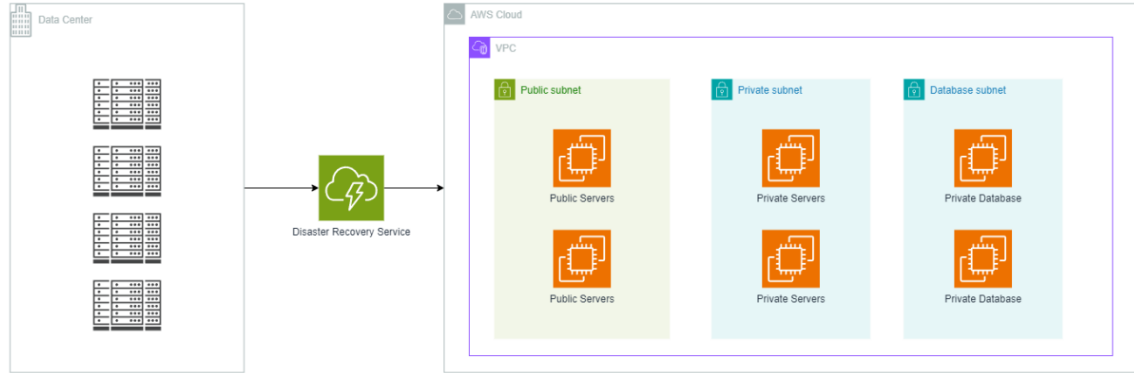 Data Center
AWS Cloud
VPC
Public subnet
Private subnet
Database subnet
Public Servers
Private Servers
Private Database
Disaster Recovery Service
Public Servers
Private Servers
Private Database